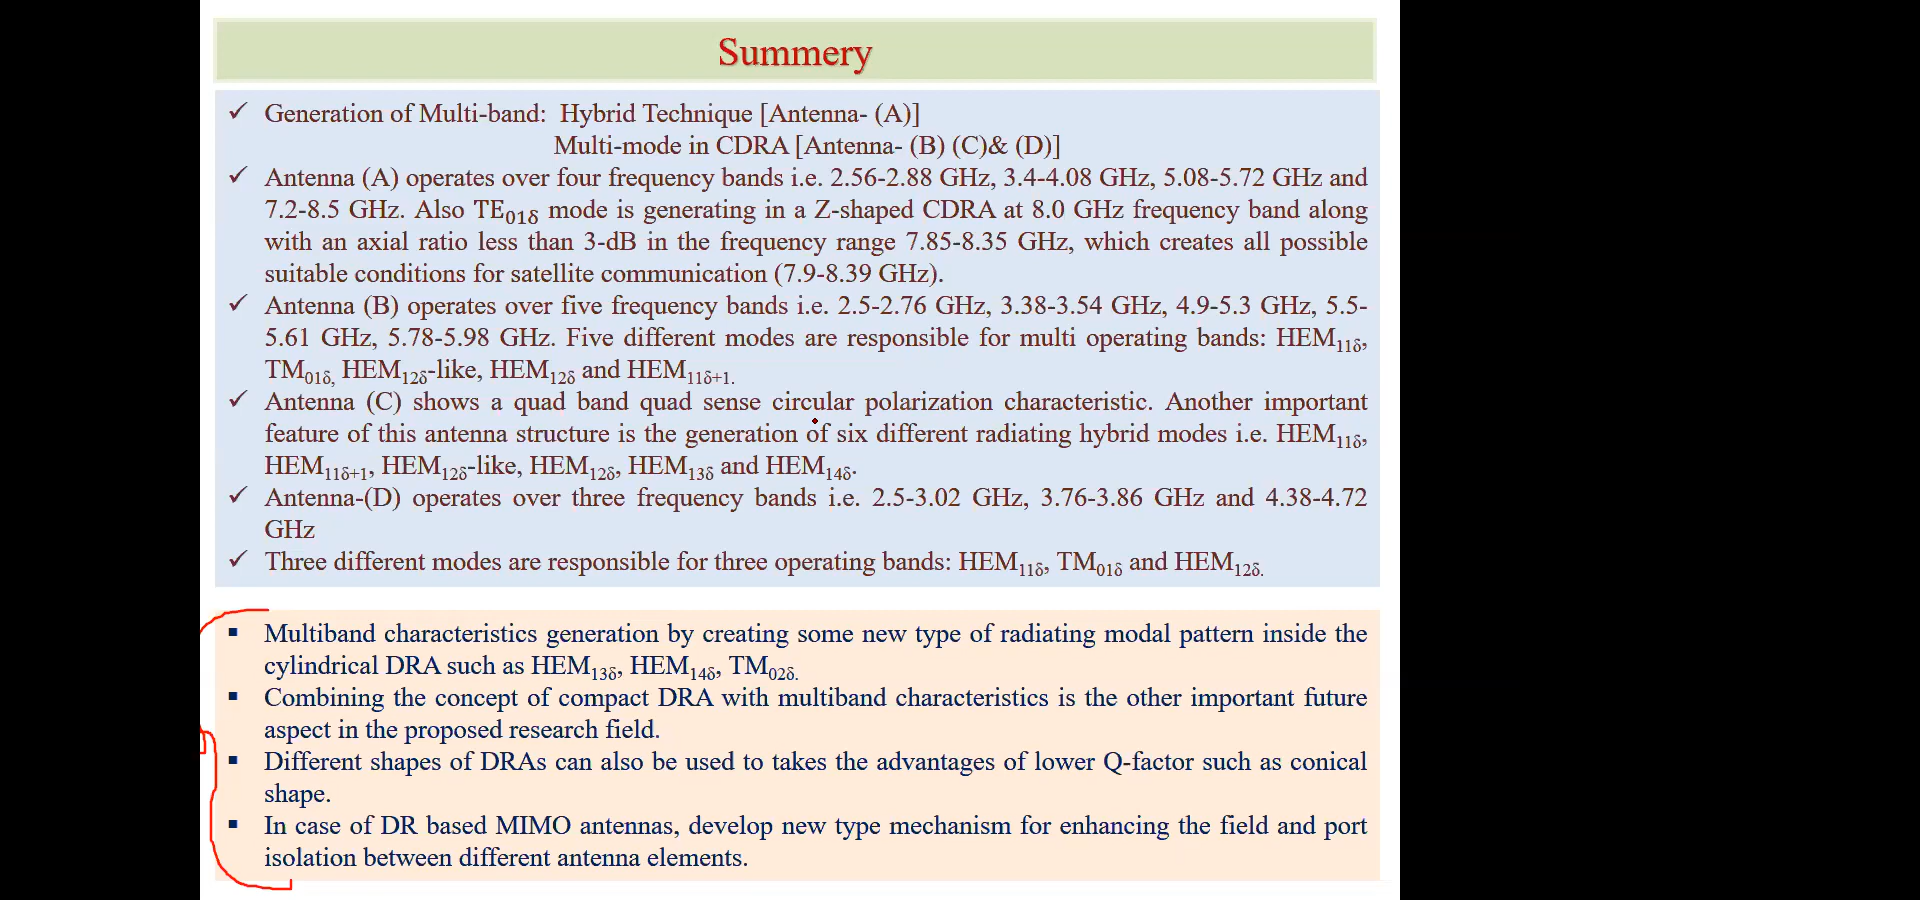 Summery
✓ Generation of Multi-band: Hybrid Technique [Antenna- (A)]
Multi-mode in CDRA [Antenna- (B) (C)& (D)]
✓ Antenna (A) operates over four frequency bands i.e. 2.56-2.88 GHz, 3.4-4.08 GHz, 5.08-5.72 GHz and
7.2-8.5 GHz. Also TE₀₁δ mode is generating in a Z-shaped CDRA at 8.0 GHz frequency band along
with an axial ratio less than 3-dB in the frequency range 7.85-8.35 GHz, which creates all possible
suitable conditions for satellite communication (7.9-8.39 GHz).
✓ Antenna (B) operates over five frequency bands i.e. 2.5-2.76 GHz, 3.38-3.54 GHz, 4.9-5.3 GHz, 5.5-
5.61 GHz, 5.78-5.98 GHz. Five different modes are responsible for multi operating bands: HEM₁₁δ,
TM₀₁δ, HEM₁₂δ-like, HEM₁₂δ and HEM₁₁δ₊₁.
✓ Antenna (C) shows a quad band quad sense circular polarization characteristic. Another important
feature of this antenna structure is the generation of six different radiating hybrid modes i.e. HEM₁₁δ,
HEM₁₁δ₊₁, HEM₁₂δ-like, HEM₁₂δ, HEM₁₃δ and HEM₁₄δ.
✓ Antenna-(D) operates over three frequency bands i.e. 2.5-3.02 GHz, 3.76-3.86 GHz and 4.38-4.72
GHz
✓ Three different modes are responsible for three operating bands: HEM₁₁δ, TM₀₁δ and HEM₁₂δ.
▪ Multiband characteristics generation by creating some new type of radiating modal pattern inside the
cylindrical DRA such as HEM₁₃δ, HEM₁₄δ, TM₀₂δ.
▪ Combining the concept of compact DRA with multiband characteristics is the other important future
aspect in the proposed research field.
▪ Different shapes of DRAs can also be used to takes the advantages of lower Q-factor such as conical
shape.
▪ In case of DR based MIMO antennas, develop new type mechanism for enhancing the field and port
isolation between different antenna elements.